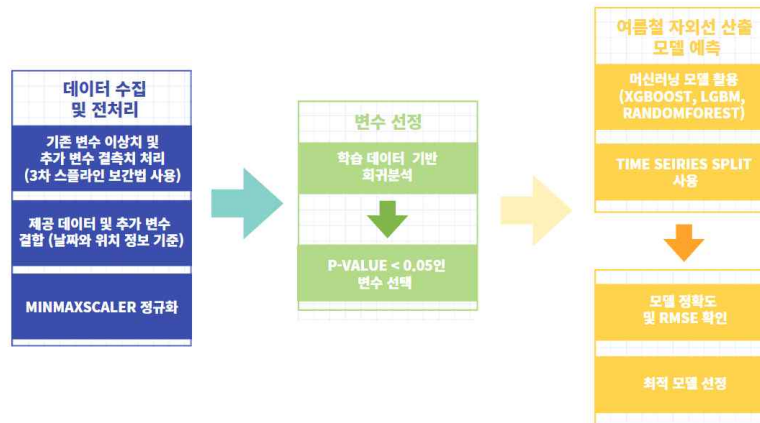 데이터 수집
및 전처리
기존 변수 이상치 및
추가 변수 결측치 처리
(3차 스플라인 보간법 사용)
제공 데이터 및 추가 변수
결합 (날짜와 위치 정보 기준)
MINMAXSCALER 정규화
변수 선정
학습 데이터 기반
회귀분석
P-VALUE < 0.05인
변수 선택
여름철 자외선 산출
모델 예측
머신러닝 모델 활용
(XGBOOST, LGBM,
RANDOMFOREST)
TIME SEIRIES SPLIT
사용
모델 정확도
및 RMSE 확인
최적 모델 선정